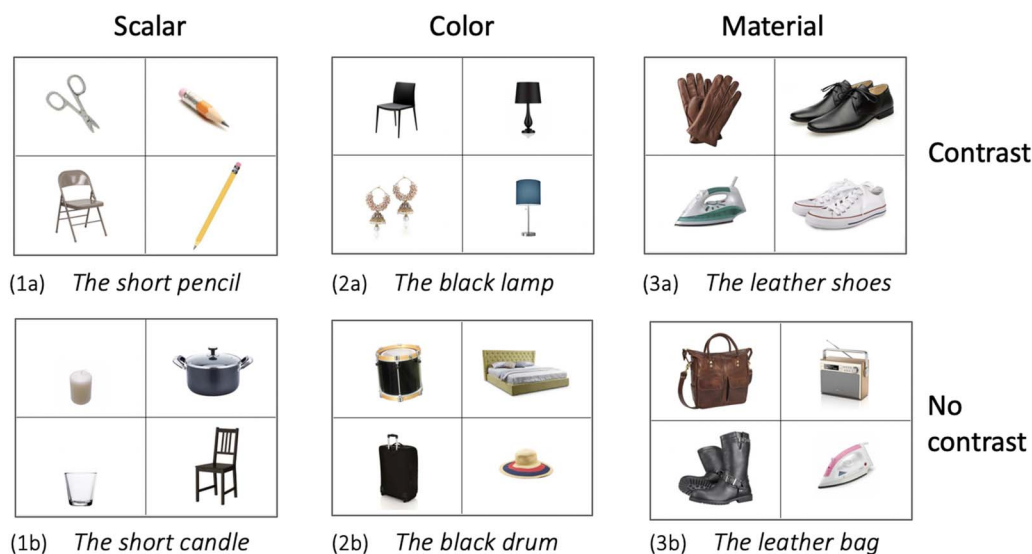 Scalar
Color
Material
Contrast
(1a) The short pencil
(2a) The black lamp
(3a) The leather shoes
No
contrast
(1b) The short candle
(2b) The black drum
(3b) The leather bag